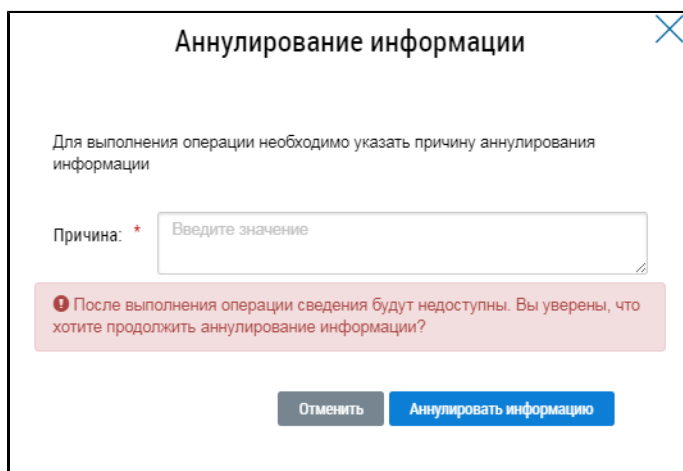 Аннулирование информации
Для выполнения операции необходимо указать причину аннулирования
информации
Причина: * Введите значение
После выполнения операции сведения будут недоступны. Вы уверены, что
хотите продолжить аннулирование информации?
Отменить Аннулировать информацию